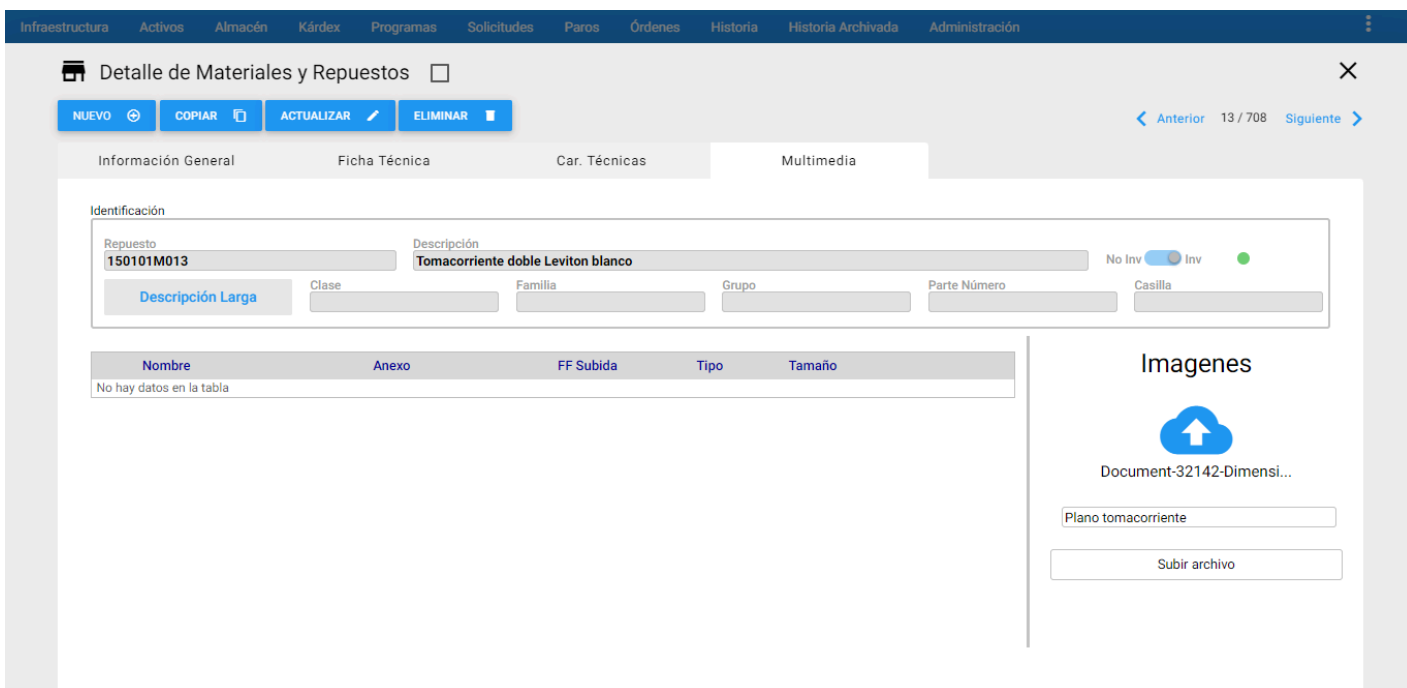 Infraestructura Activos Almacén Kárdex Programas Solicitudes Paros Órdenes Historia Historia Archivada Administración
Detalle de Materiales y Repuestos
NUEVO COPIAR ACTUALIZAR ELIMINAR
Anterior 13 / 708 Siguiente
Información General Ficha Técnica Car. Técnicas Multimedia
Identificación
Repuesto Descripción
150101M013 Tomacorriente doble Leviton blanco No Inv Inv
Descripción Larga Clase Familia Grupo Parte Número Casilla
Nombre Anexo FF Subida Tipo Tamaño
No hay datos en la tabla
Imagenes
Document-32142-Dimensi...
Plano tomacorriente
Subir archivo